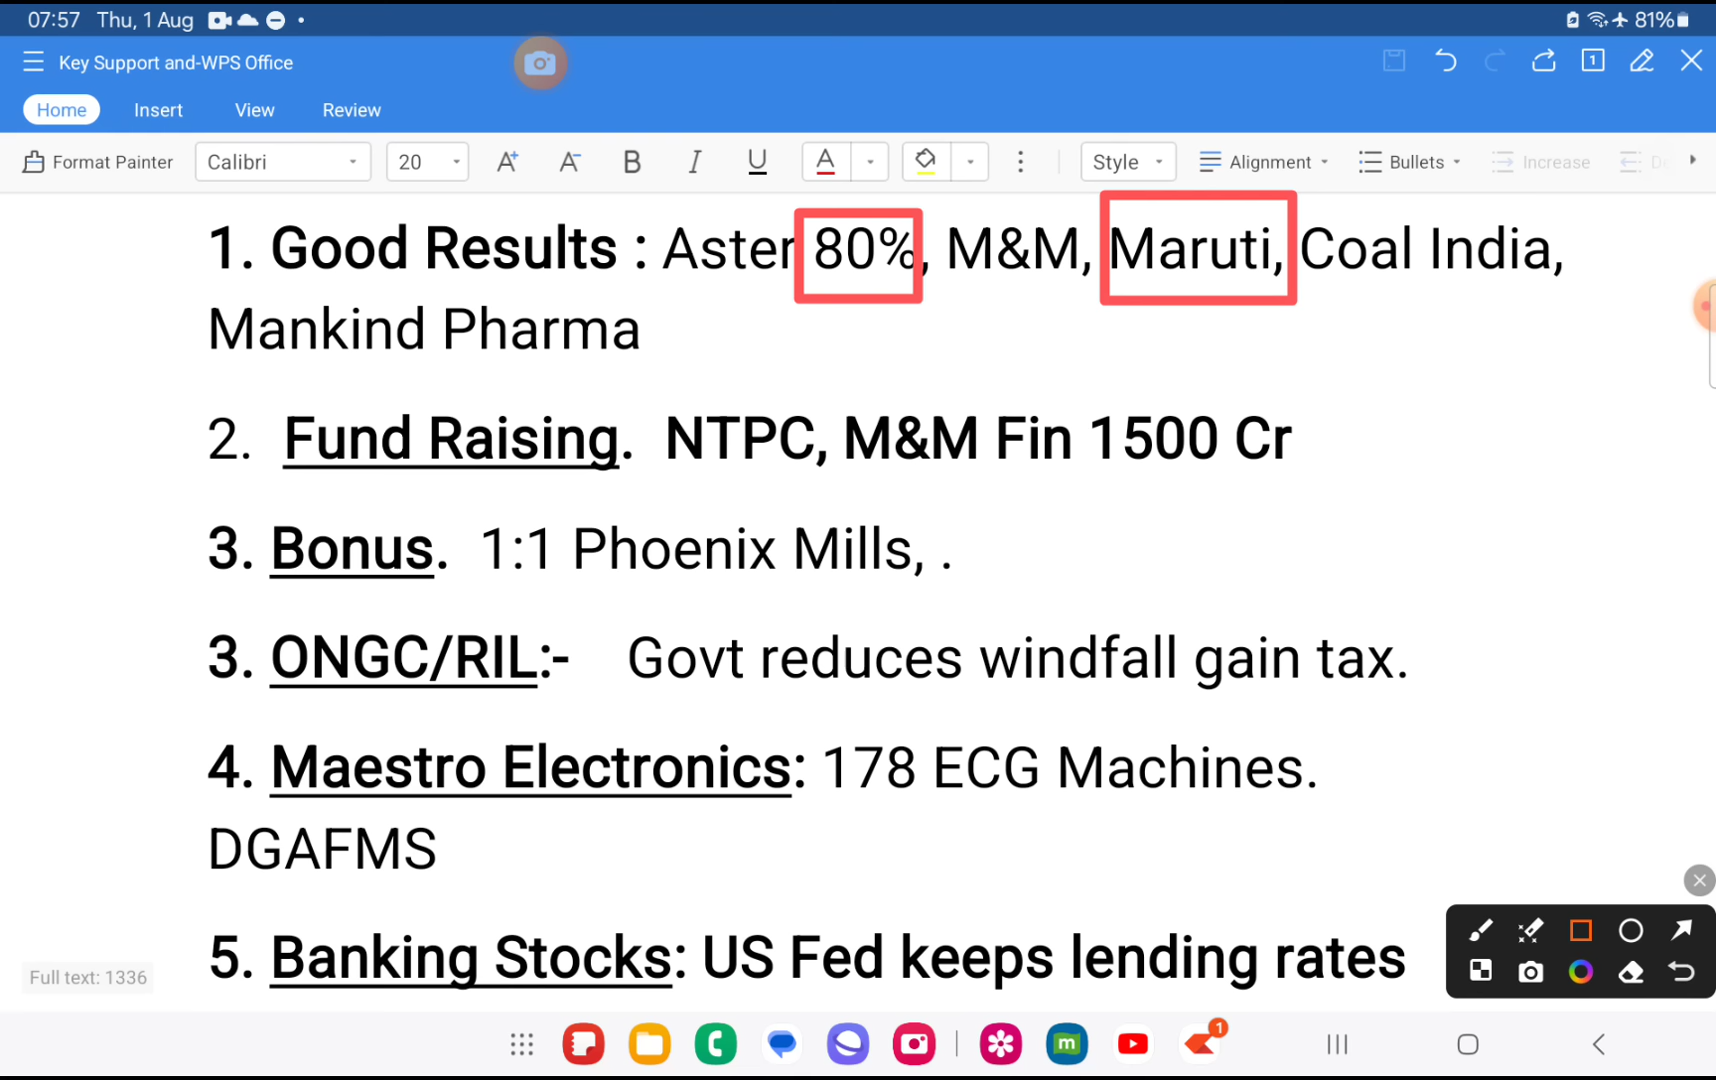 07:57 Thu, 1 Aug
81%
Key Support and-WPS Office
1
Home Insert View Review
Format Painter Calibri 20 A+ A- B I U A Style Alignment Bullets Increase De
1. Good Results : Aster 80%, M&M, Maruti, Coal India,
Mankind Pharma
2. Fund Raising. NTPC, M&M Fin 1500 Cr
3. Bonus. 1:1 Phoenix Mills, .
3. ONGC/RIL:- Govt reduces windfall gain tax.
4. Maestro Electronics: 178 ECG Machines.
DGAFMS
5. Banking Stocks: US Fed keeps lending rates
Full text: 1336
m
1